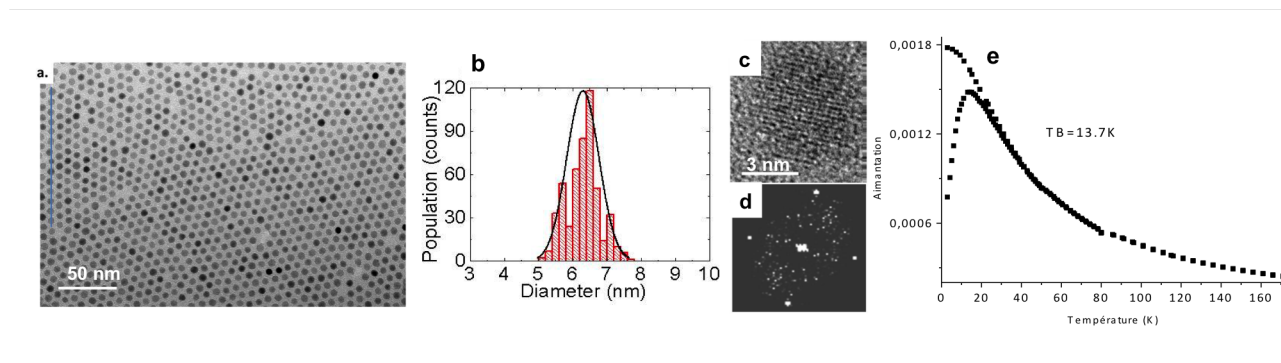 a.
50 nm
b
Population (counts)
120
90
60
30
0
3 4 5 6 7 8 9 10
Diameter (nm)
c
3 nm
d
e
Aimantation
0,0018
0,0012
0,0006
TB=13.7K
0 20 40 60 80 100 120 140 160
Température (K)